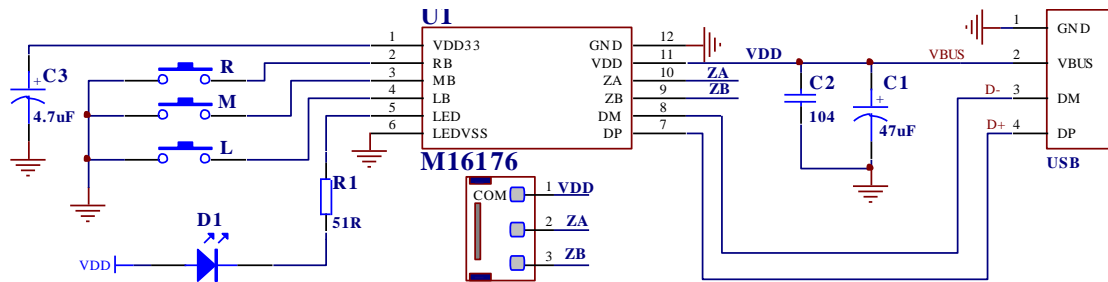 U1
1 VDD33 GND 12
2 RB VDD 11 VDD VBUS 2 VBUS
3 MB ZA 10 ZA
4 LB ZB 9 ZB
5 LED DM 8
6 LEDVSS DP 7
M16176
1 GND
D- 3 DM
D+ 4 DP
USB
C3
4.7uF
R
M
L
C2
104
C1
47uF
R1
51R
D1
VDD
COM 1 VDD
2 ZA
3 ZB